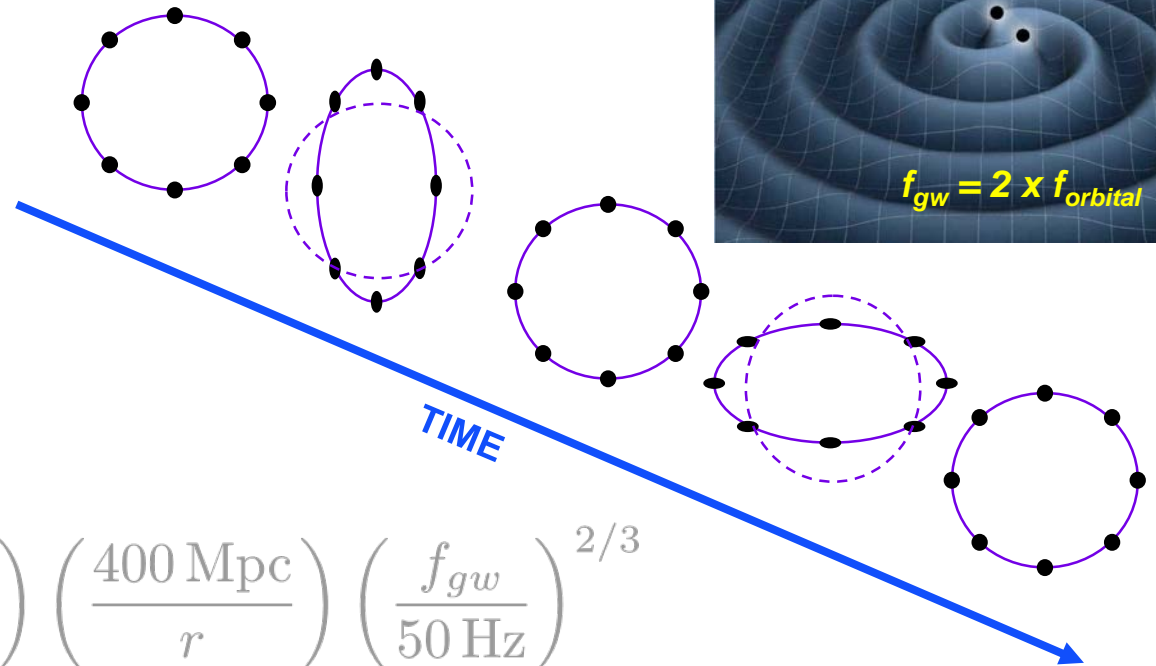 f_gw = 2 x f_orbital
TIME
) ( 400 Mpc / r ) ( f_gw / 50 Hz )^2/3